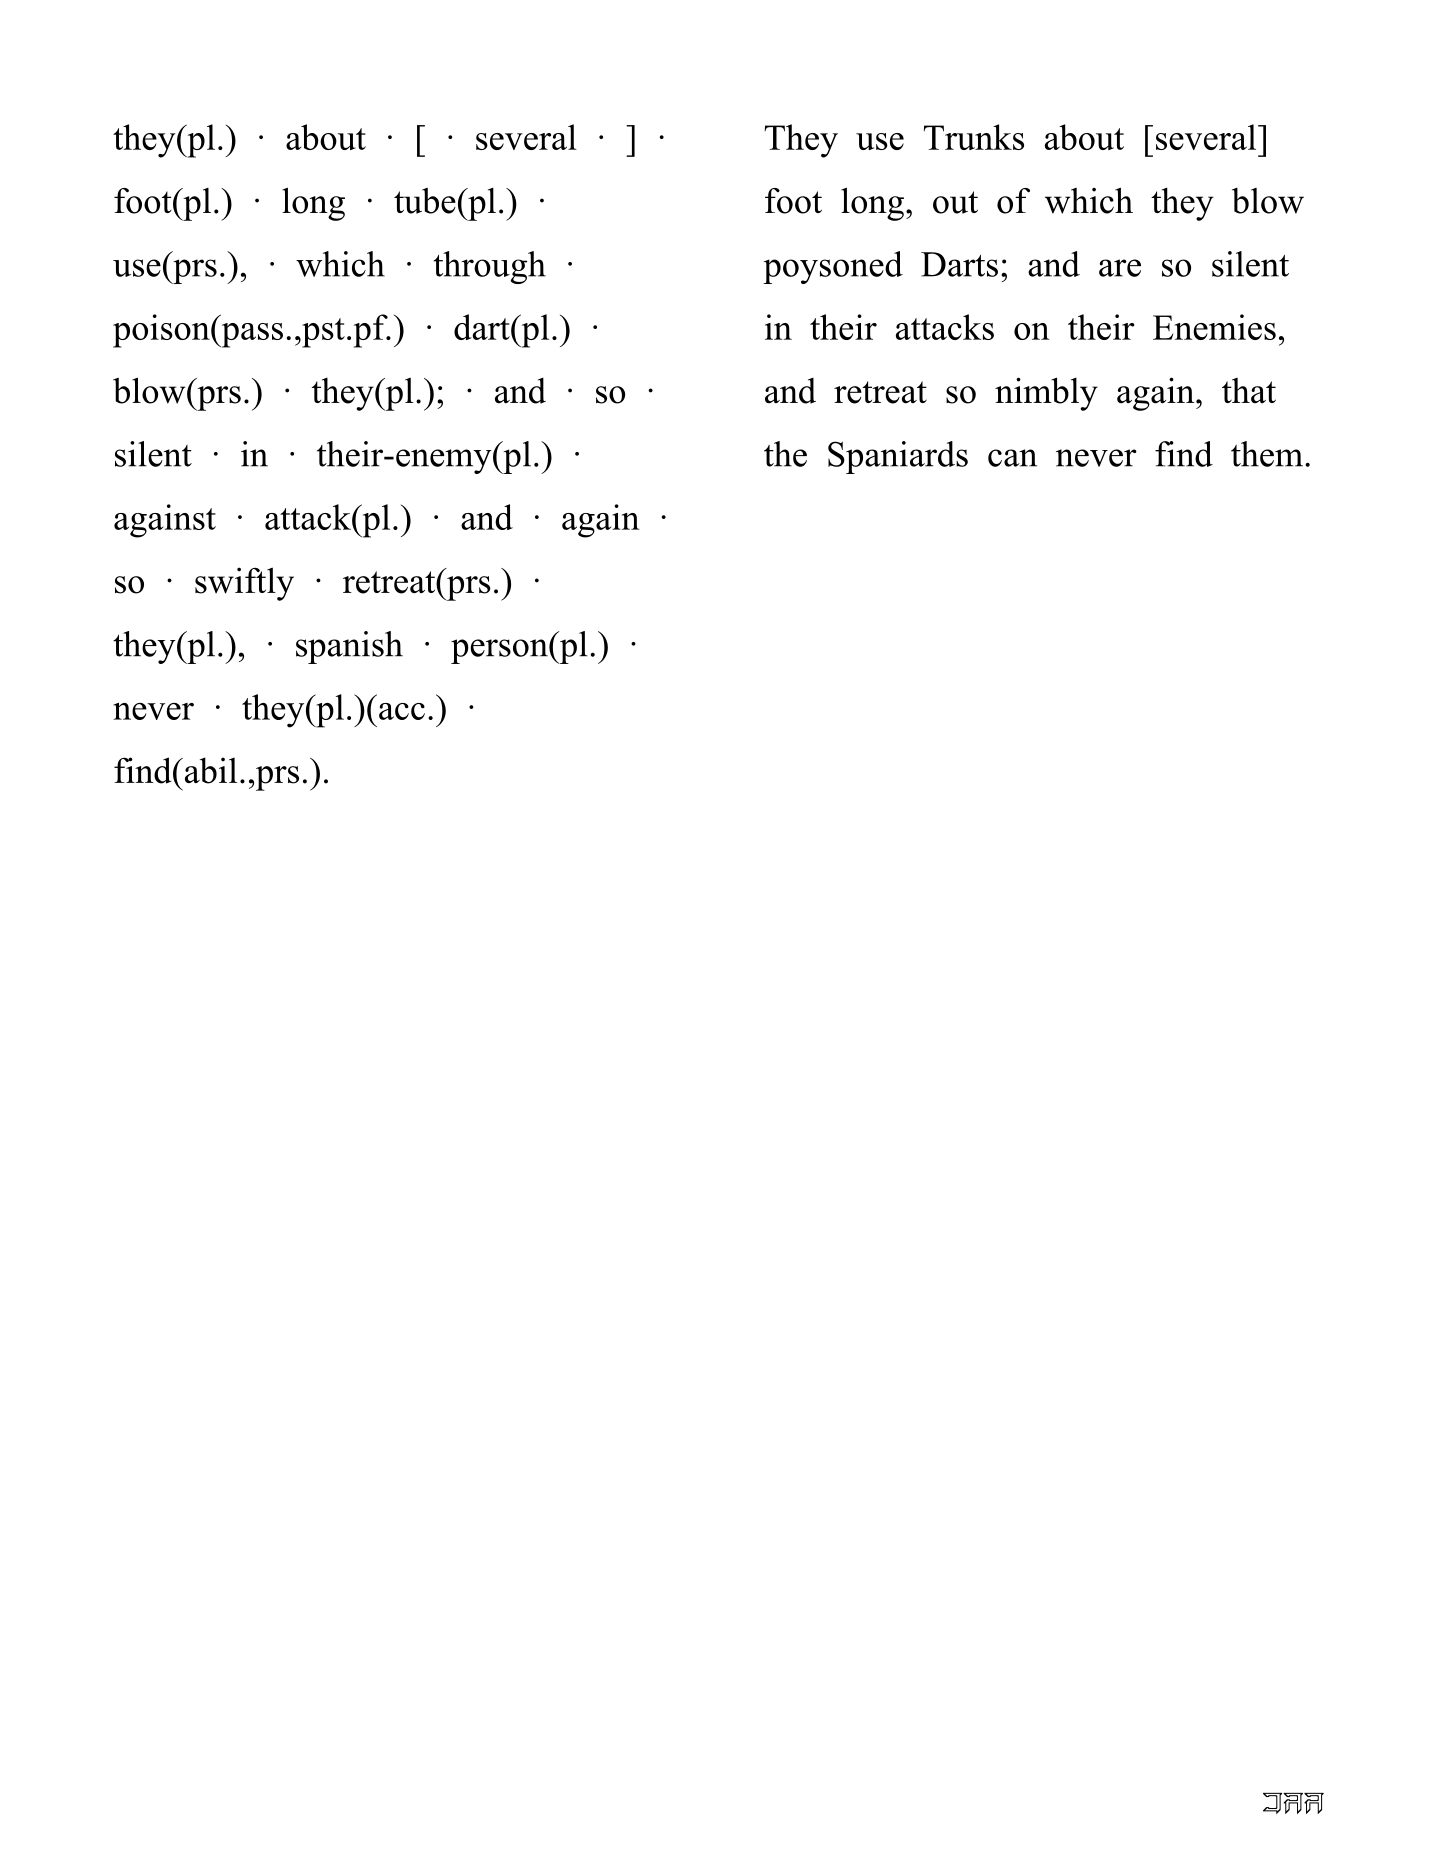 they(pl.) · about · [ · several · ] ·
foot(pl.) · long · tube(pl.) ·
use(prs.), · which · through ·
poison(pass.,pst.pf.) · dart(pl.) ·
blow(prs.) · they(pl.); · and · so ·
silent · in · their-enemy(pl.) ·
against · attack(pl.) · and · again ·
so · swiftly · retreat(prs.) ·
they(pl.), · spanish · person(pl.) ·
never · they(pl.)(acc.) ·
find(abil.,prs.).
They use Trunks about [several]
foot long, out of which they blow
poysoned Darts; and are so silent
in their attacks on their Enemies,
and retreat so nimbly again, that
the Spaniards can never find them.